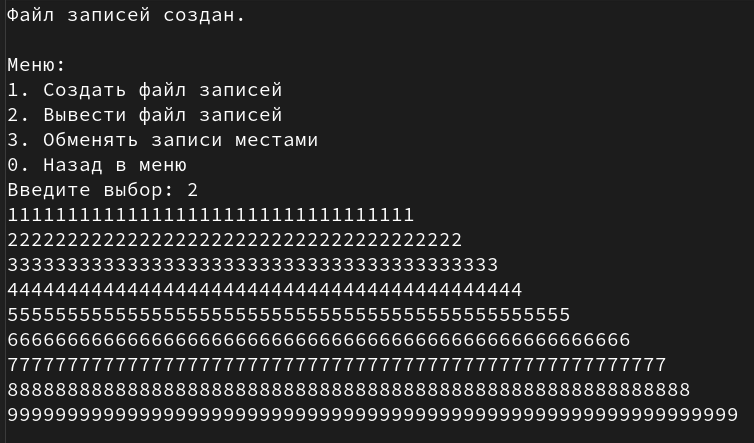 Файл записей создан.
Меню:
1. Создать файл записей
2. Вывести файл записей
3. Обменять записи местами
0. Назад в меню
Введите выбор: 2
1111111111111111111111111111111111
22222222222222222222222222222222222222
33333333333333333333333333333333333333333
4444444444444444444444444444444444444444444
55555555555555555555555555555555555555555555555
6666666666666666666666666666666666666666666666666666
7777777777777777777777777777777777777777777777777777777
888888888888888888888888888888888888888888888888888888888
9999999999999999999999999999999999999999999999999999999999999